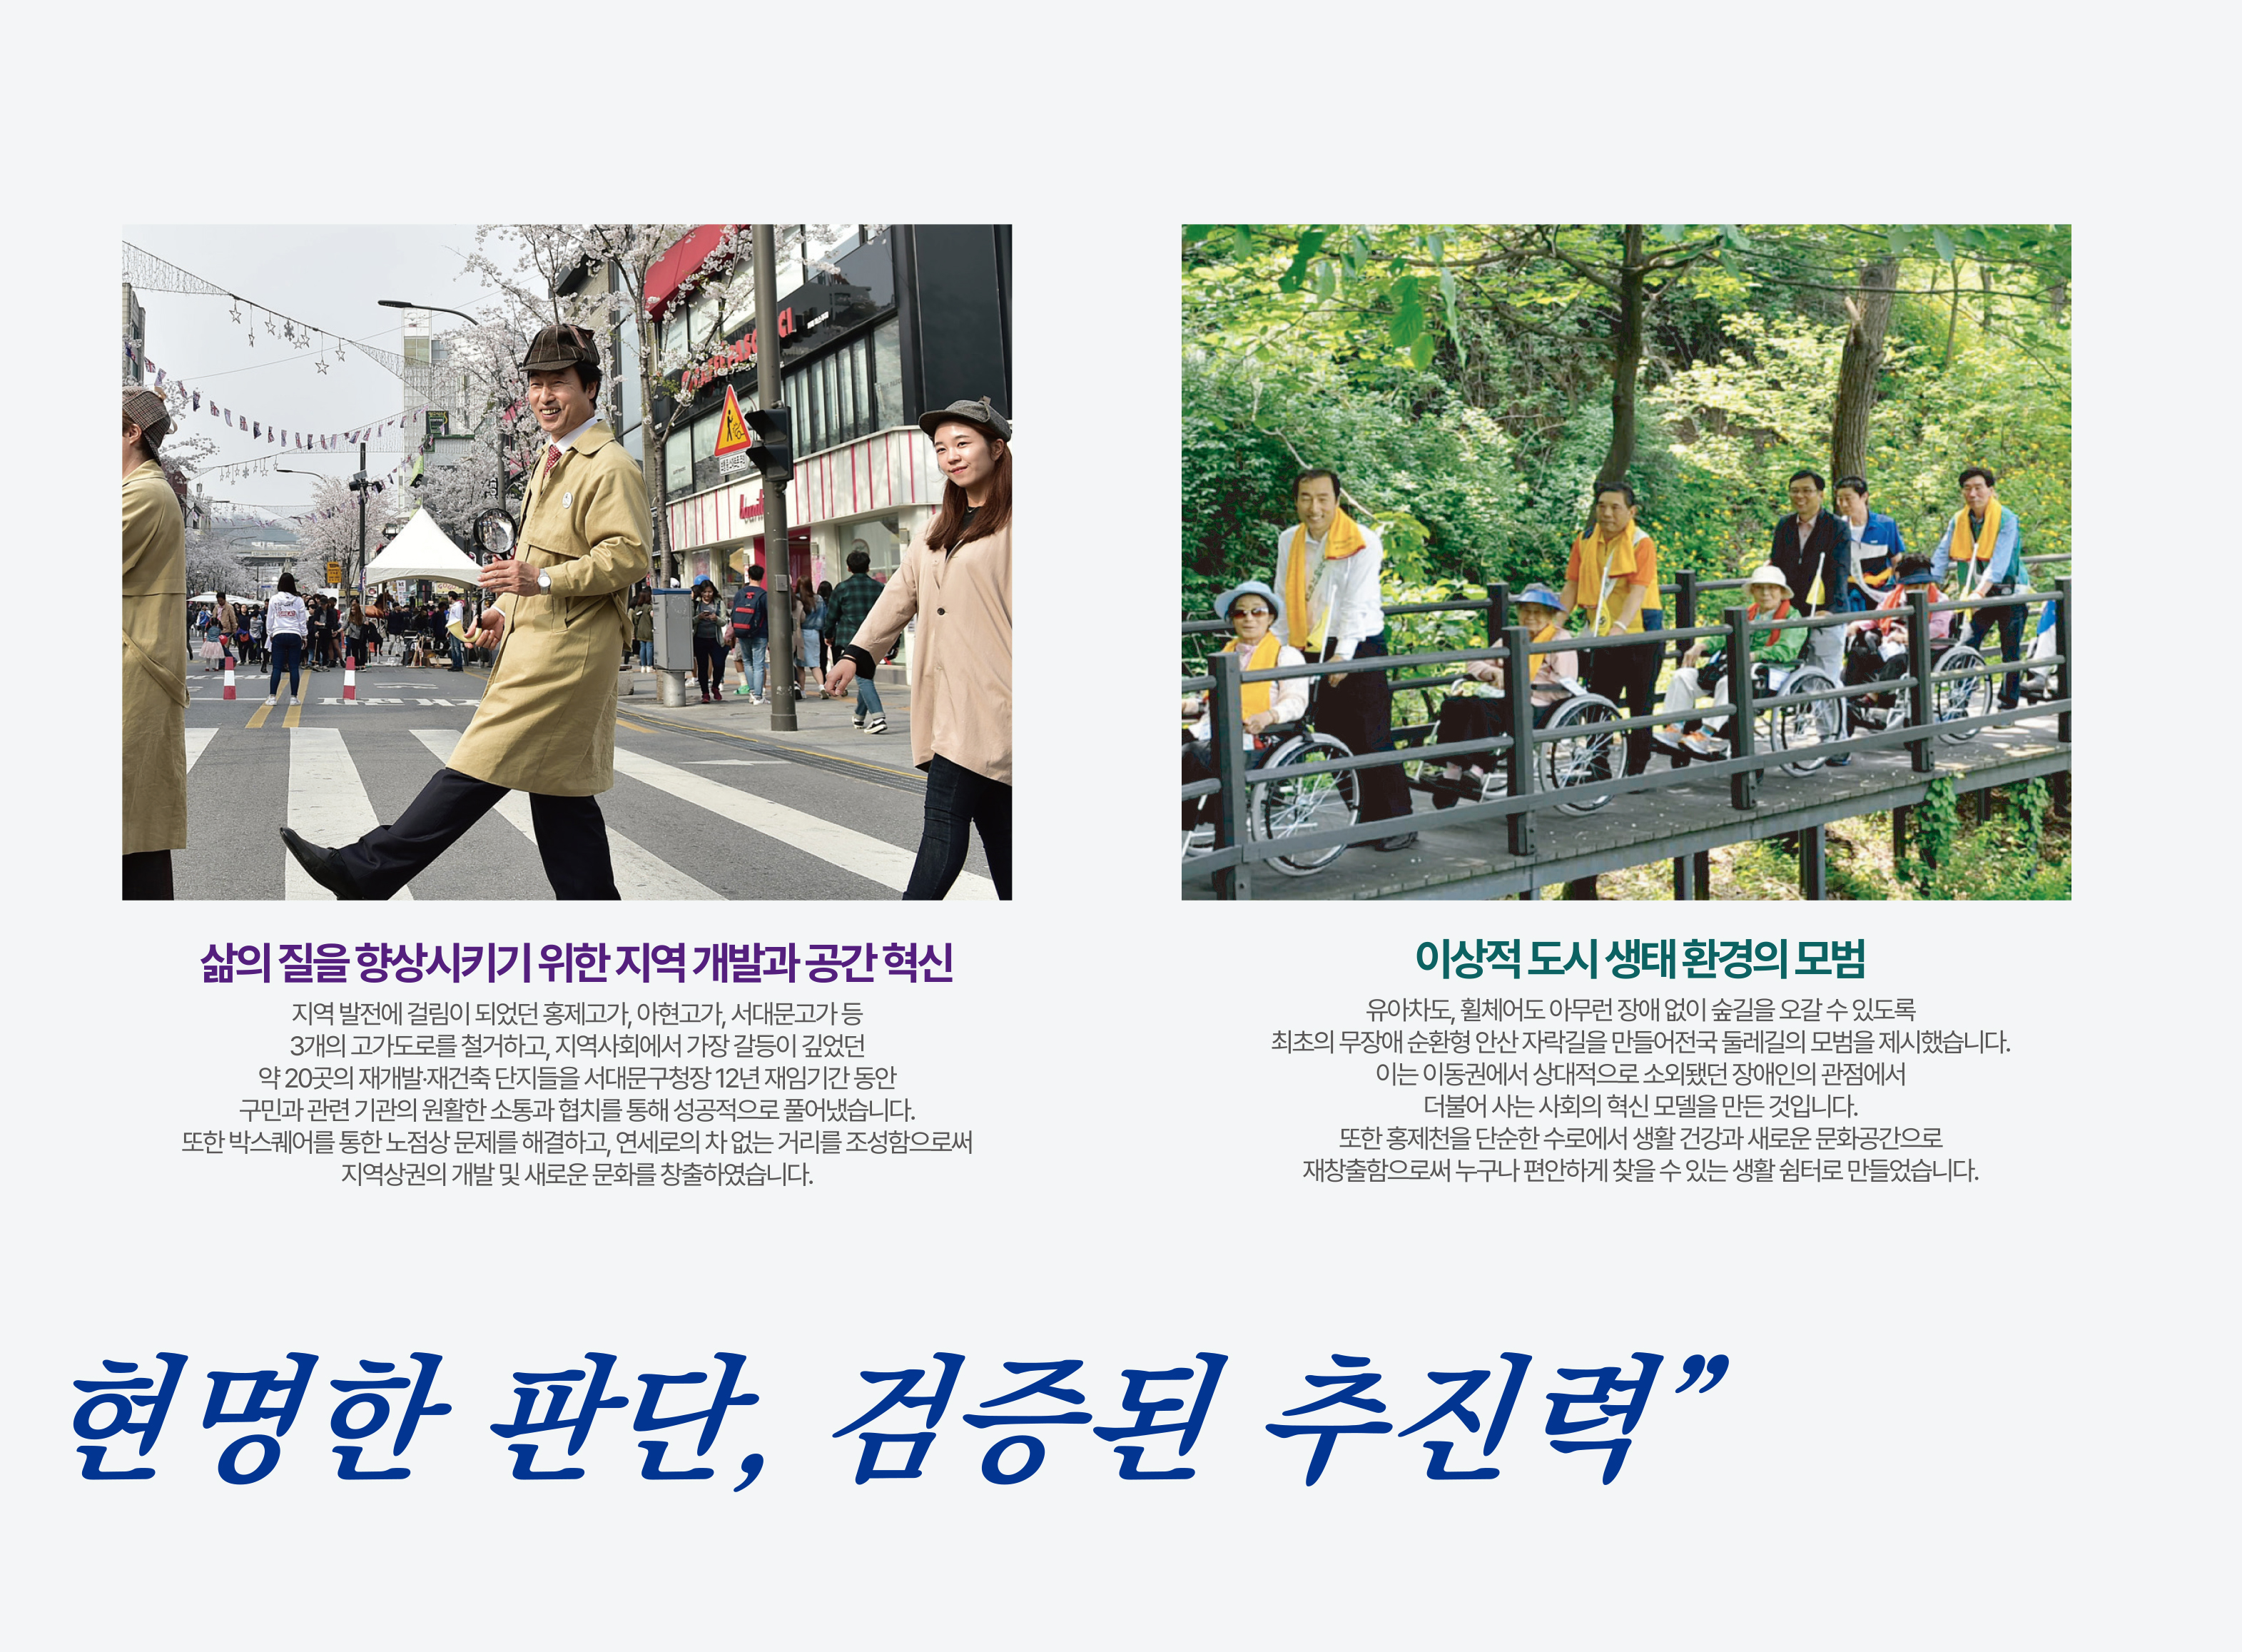 삶의 질을 향상시키기 위한 지역 개발과 공간 혁신
지역 발전에 걸림이 되었던 홍제고가, 아현고가, 서대문고가 등
3개의 고가도로를 철거하고, 지역사회에서 가장 갈등이 깊었던
약 20곳의 재개발·재건축 단지들을 서대문구청장 12년 재임기간 동안
구민과 관련 기관의 원활한 소통과 협치를 통해 성공적으로 풀어냈습니다.
또한 박스퀘어를 통한 노점상 문제를 해결하고, 연세로의 차 없는 거리를 조성함으로써
지역상권의 개발 및 새로운 문화를 창출하였습니다.
이상적 도시 생태 환경의 모범
유아차도, 휠체어도 아무런 장애 없이 숲길을 오갈 수 있도록
최초의 무장애 순환형 안산 자락길을 만들어전국 둘레길의 모범을 제시했습니다.
이는 이동권에서 상대적으로 소외됐던 장애인의 관점에서
더불어 사는 사회의 혁신 모델을 만든 것입니다.
또한 홍제천을 단순한 수로에서 생활 건강과 새로운 문화공간으로
재창출함으로써 누구나 편안하게 찾을 수 있는 생활 쉼터로 만들었습니다.
현명한 판단, 검증된 추진력”